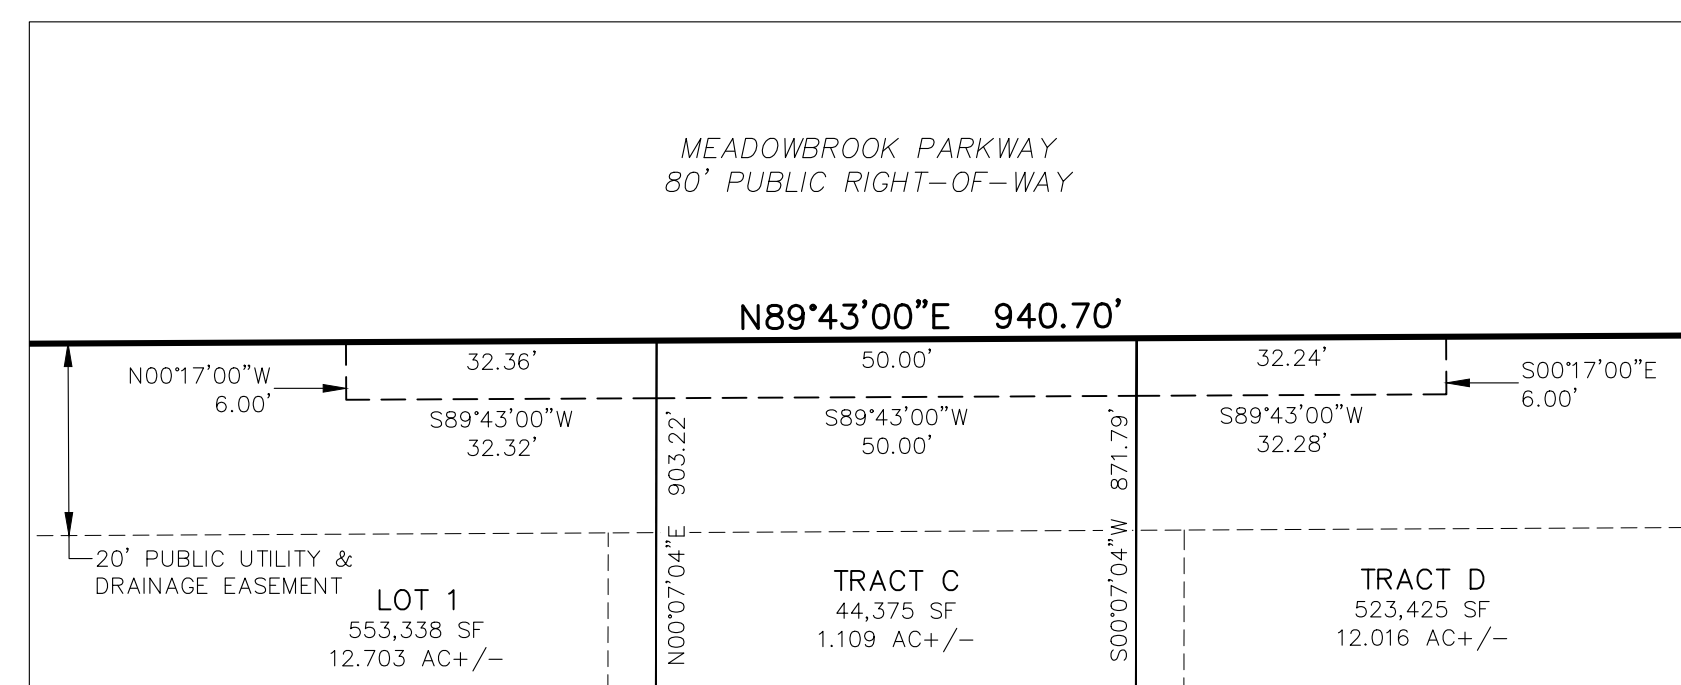 MEADOWBROOK PARKWAY
80' PUBLIC RIGHT-OF-WAY
N89°43'00"E 940.70'
N00°17'00"W
6.00'
32.36'
50.00'
32.24'
S00°17'00"E
6.00'
S89°43'00"W
32.32'
S89°43'00"W
50.00'
S89°43'00"W
32.28'
N00°07'04"E 903.22'
S00°07'04"W 871.79'
20' PUBLIC UTILITY &
DRAINAGE EASEMENT
LOT 1
553,338 SF
12.703 AC+/-
TRACT C
44,375 SF
1.109 AC+/-
TRACT D
523,425 SF
12.016 AC+/-